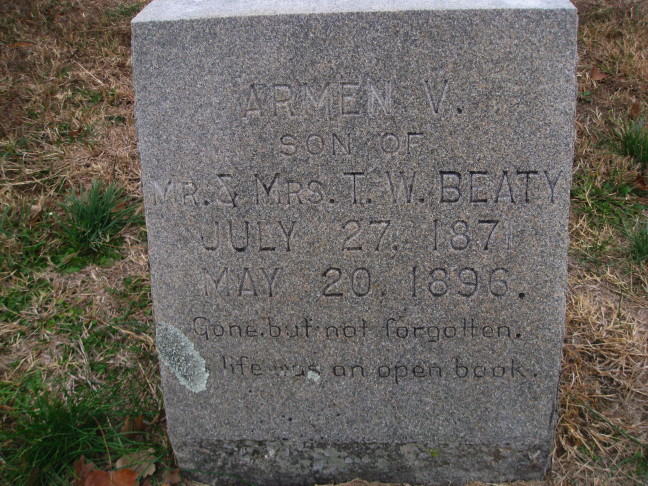 ARMEN V.
SON OF
MR. & MRS. T. W. BEATY
JULY 27, 1871
MAY 20, 1896.
Gone, but not forgotten.
life was an open book.